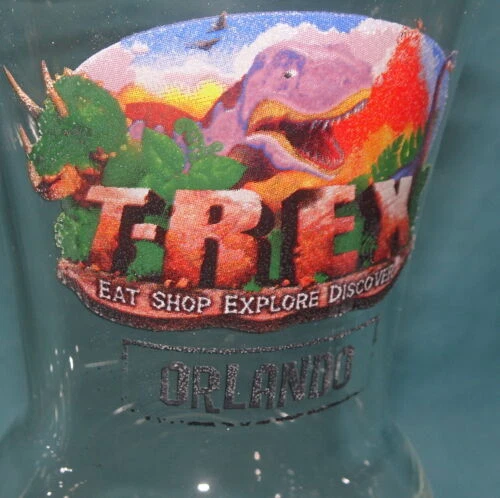 T-REX
EAT SHOP EXPLORE DISCOVER
ORLANDO